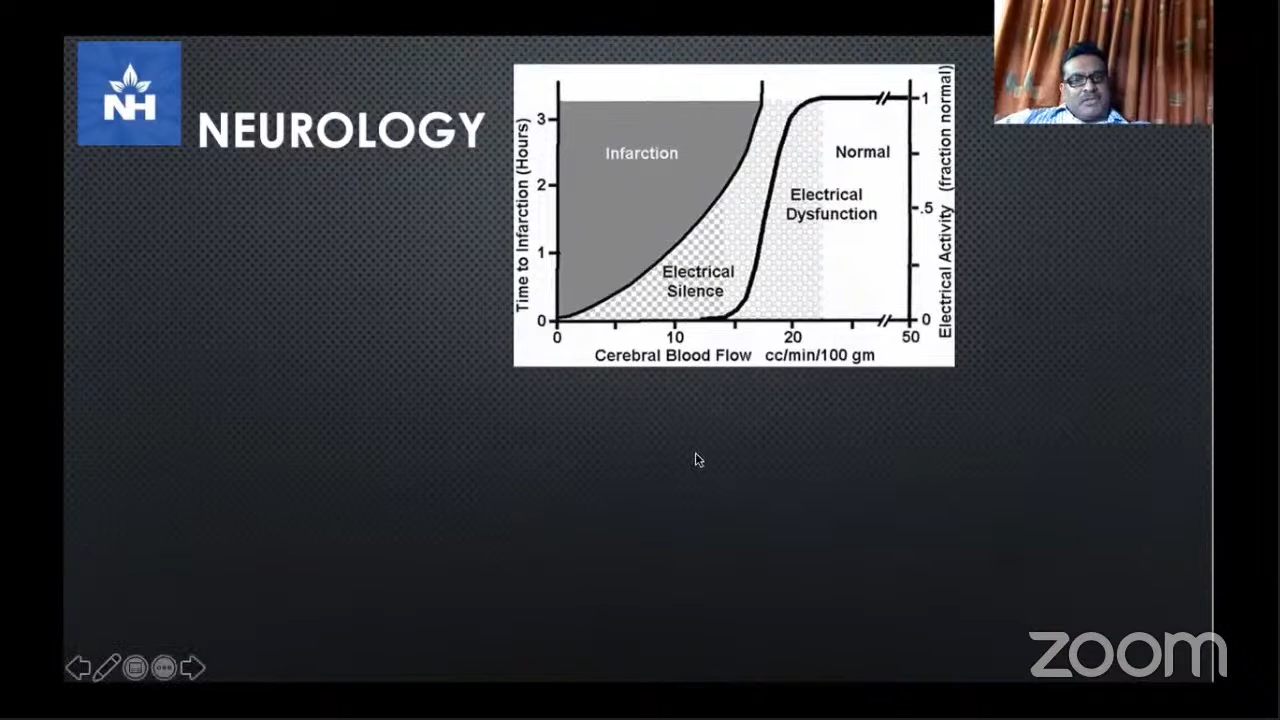 NH
NEUROLOGY
Time to Infarction (Hours)
3
2
1
0
Infarction
Electrical
Silence
Electrical
Dysfunction
Normal
1
.5
0
Electrical Activity (fraction normal)
0
10
20
50
Cerebral Blood Flow cc/min/100 gm
zoom